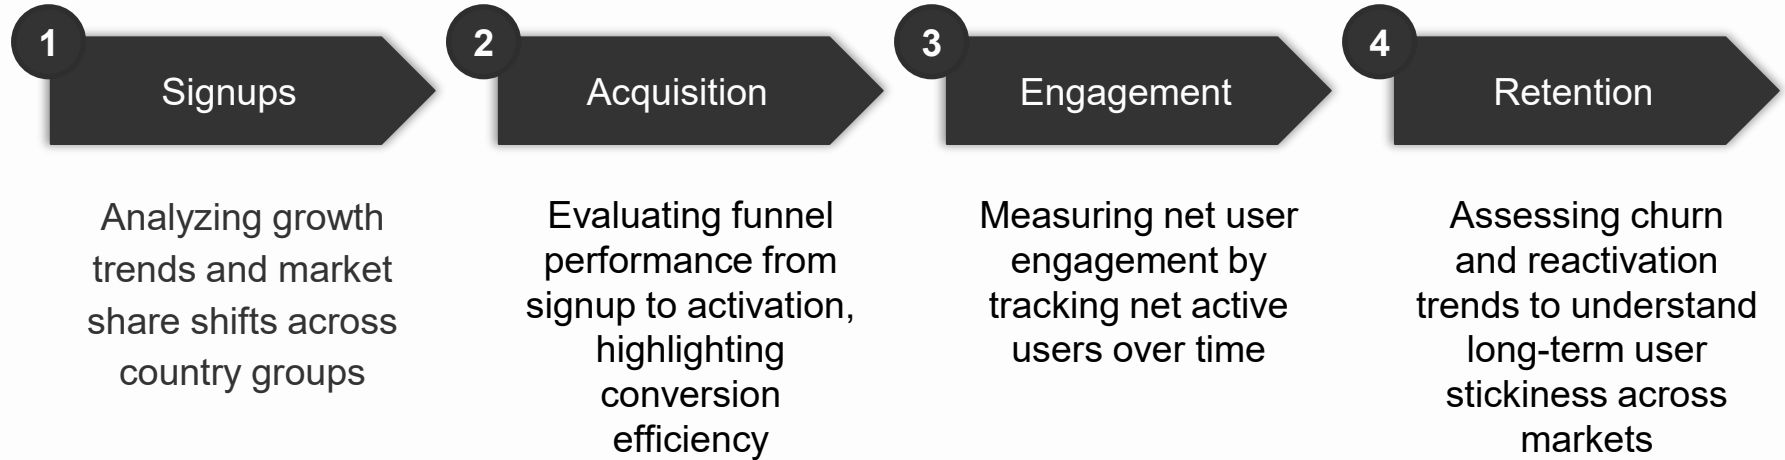 1
Signups
Analyzing growth
trends and market
share shifts across
country groups
2
Acquisition
Evaluating funnel
performance from
signup to activation,
highlighting
conversion
efficiency
3
Engagement
Measuring net user
engagement by
tracking net active
users over time
4
Retention
Assessing churn
and reactivation
trends to understand
long-term user
stickiness across
markets